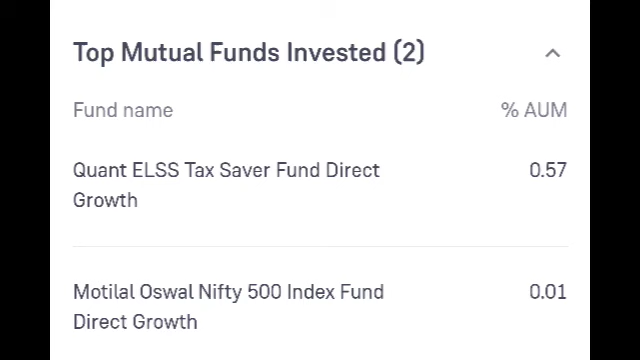 Top Mutual Funds Invested (2)
Fund name % AUM
Quant ELSS Tax Saver Fund Direct 0.57
Growth
Motilal Oswal Nifty 500 Index Fund 0.01
Direct Growth